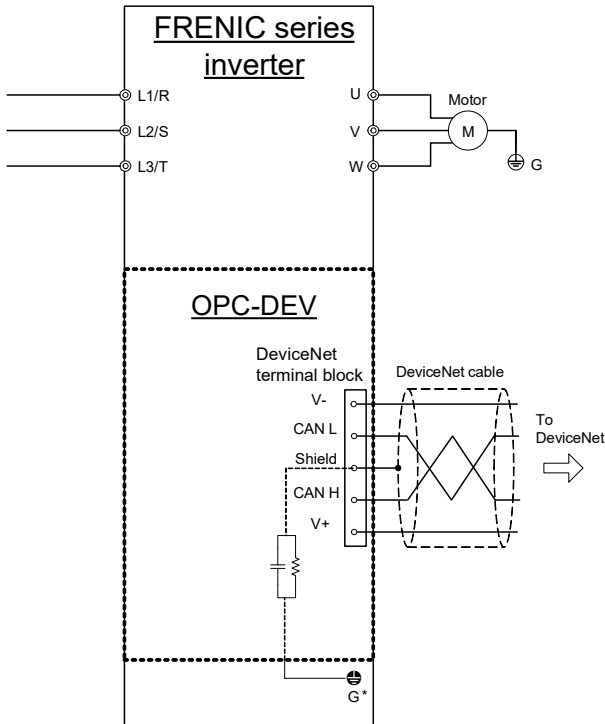 FRENIC series
inverter
L1/R
L2/S
L3/T
U
V
W
Motor
M
G
OPC-DEV
DeviceNet
terminal block
V-
CAN L
Shield
CAN H
V+
DeviceNet cable
To
DeviceNet
G*